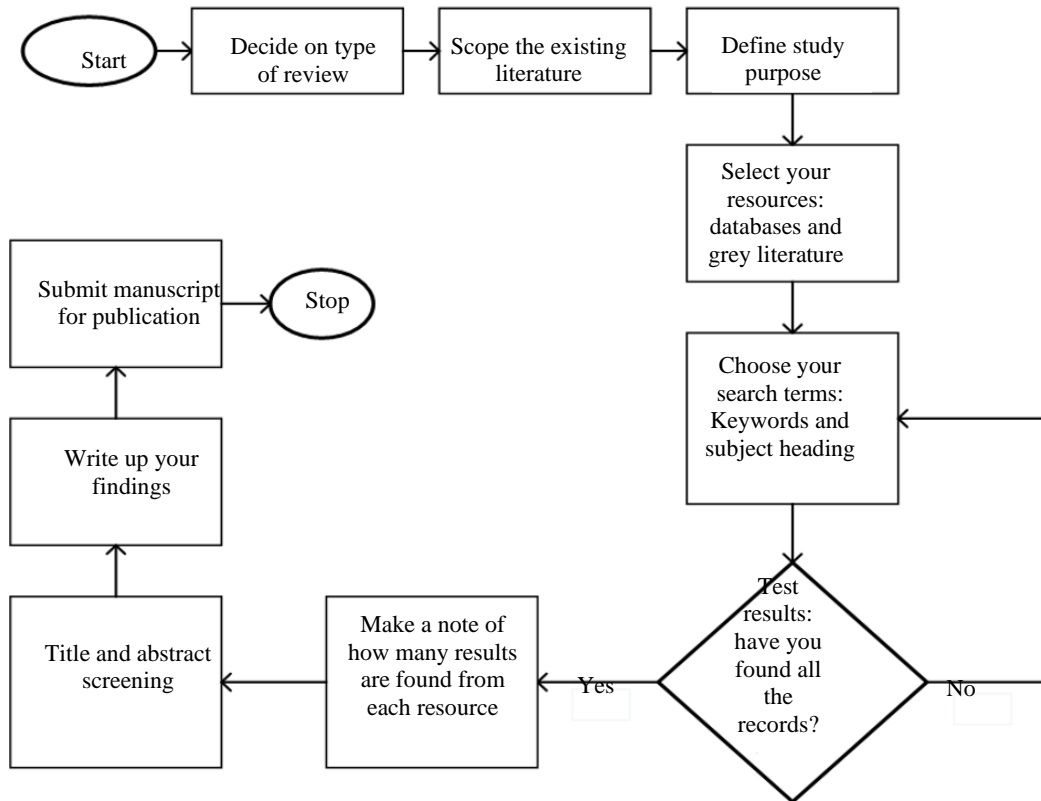 Start
Decide on type
of review
Scope the existing
literature
Define study
purpose
Select your
resources:
databases and
grey literature
Choose your
search terms:
Keywords and
subject heading
Test
results:
have you
found all
the
records?
No
Yes
Make a note of
how many results
are found from
each resource
Title and abstract
screening
Write up your
findings
Submit manuscript
for publication
Stop